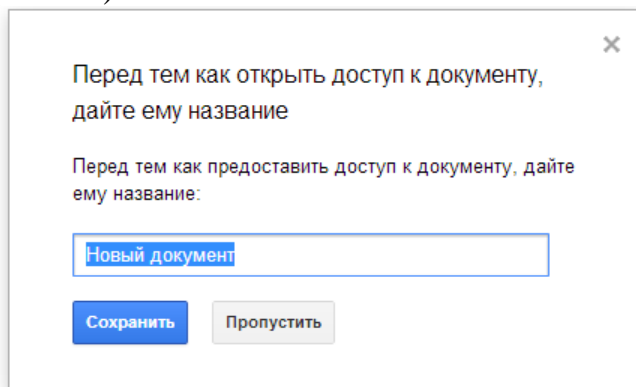 Перед тем как открыть доступ к документу,
дайте ему название
Перед тем как предоставить доступ к документу, дайте
ему название:
Новый документ
Сохранить Пропустить